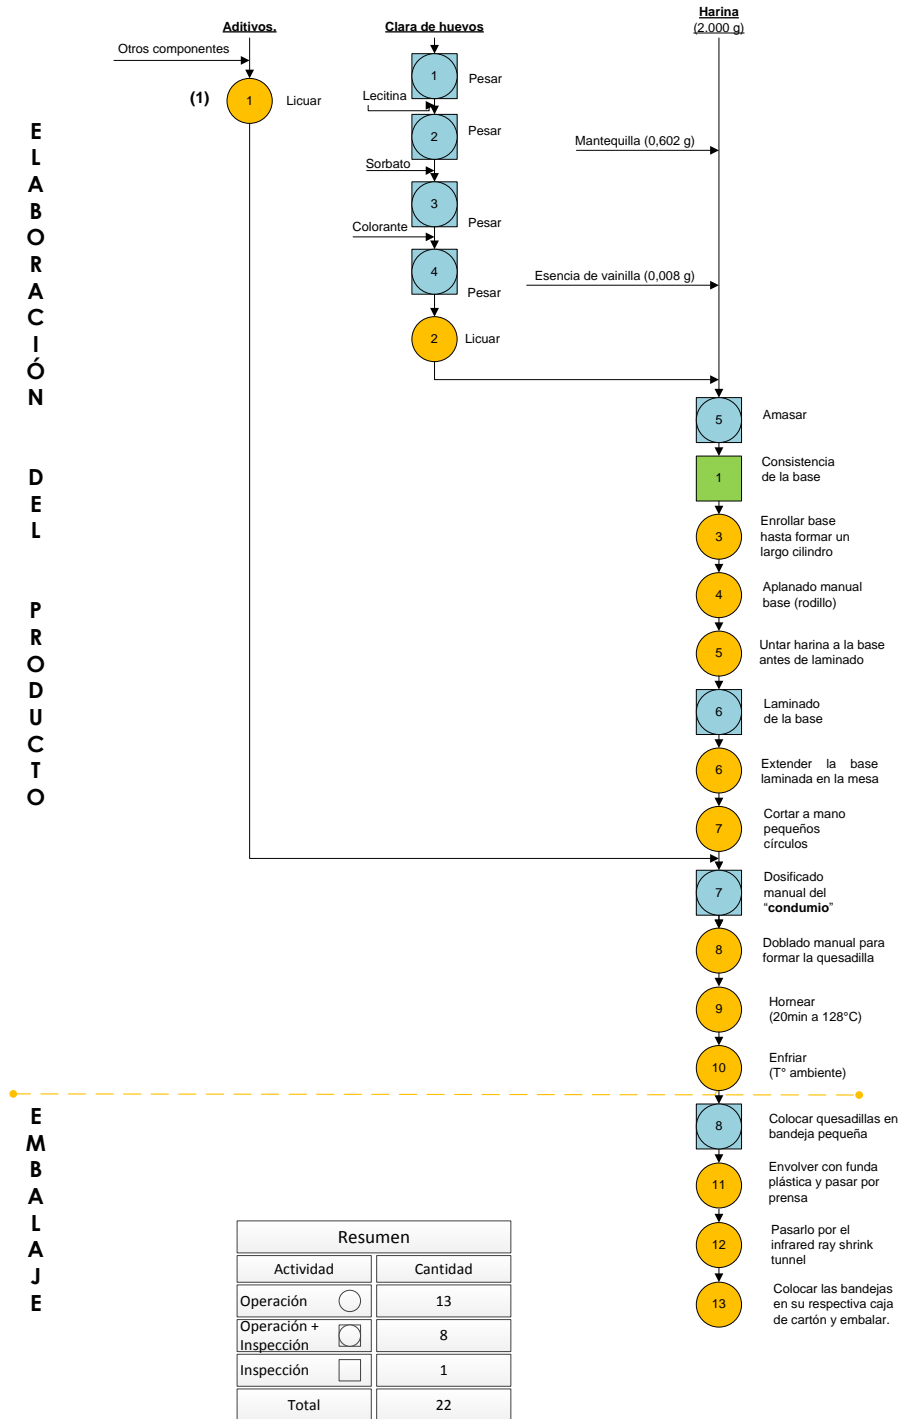 Aditivos.
Clara de huevos
Harina
(2.000 g)
Otros componentes
(1)
1
Licuar
1
Pesar
Lecitina
2
Pesar
Sorbato
3
Pesar
Colorante
4
Pesar
2
Licuar
Mantequilla (0,602 g)
Esencia de vainilla (0,008 g)
5
Amasar
1
Consistencia
de la base
3
Enrollar base
hasta formar un
largo cilindro
4
Aplanado manual
base (rodillo)
5
Untar harina a la base
antes de laminado
6
Laminado
de la base
6
Extender la base
laminada en la mesa
7
Cortar a mano
pequeños
círculos
7
Dosificado
manual del
“condumio”
8
Doblado manual para
formar la quesadilla
9
Hornear
(20min a 128°C)
10
Enfriar
(T° ambiente)
8
Colocar quesadillas en
bandeja pequeña
11
Envolver con funda
plástica y pasar por
prensa
12
Pasarlo por el
infrared ray shrink
tunnel
13
Colocar las bandejas
en su respectiva caja
de cartón y embalar.
ELABORACIÓN DEL PRODUCTO
EMBALAJE
Resumen
Actividad Cantidad
Operación 13
Operación +
Inspección 8
Inspección 1
Total 22